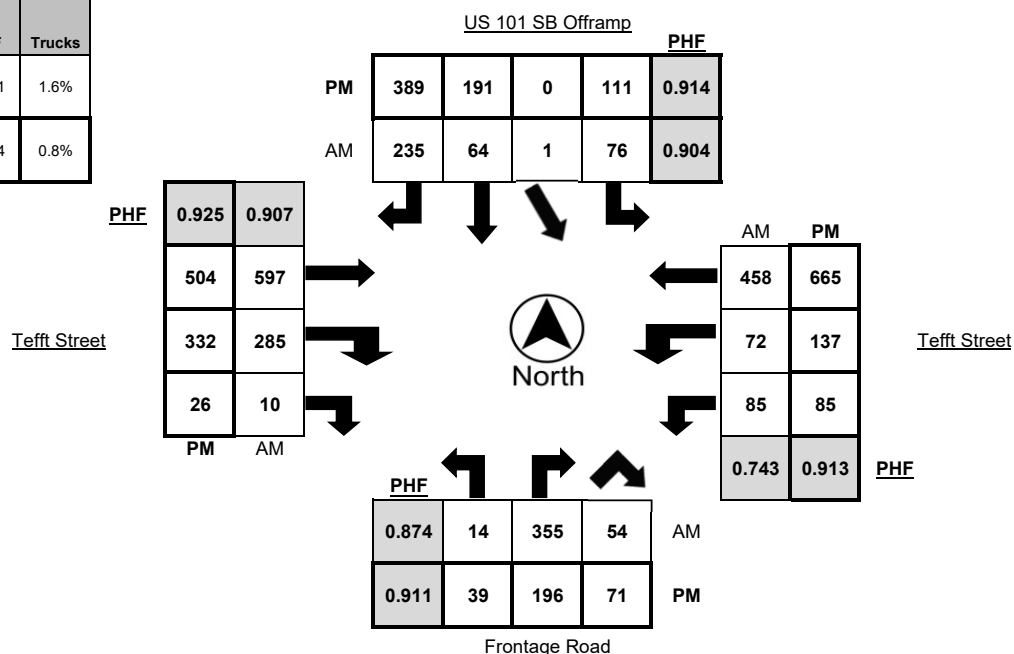 US 101 SB Offramp
Trucks
PHF
1.6%
PM 389 191 0 111 0.914
0.8%
AM 235 64 1 76 0.904
PHF 0.925 0.907
AM PM
504 597
458 665
Tefft Street 332 285
North
72 137 Tefft Street
26 10
85 85
PM AM
0.743 0.913 PHF
PHF
0.874 14 355 54 AM
0.911 39 196 71 PM
Frontage Road